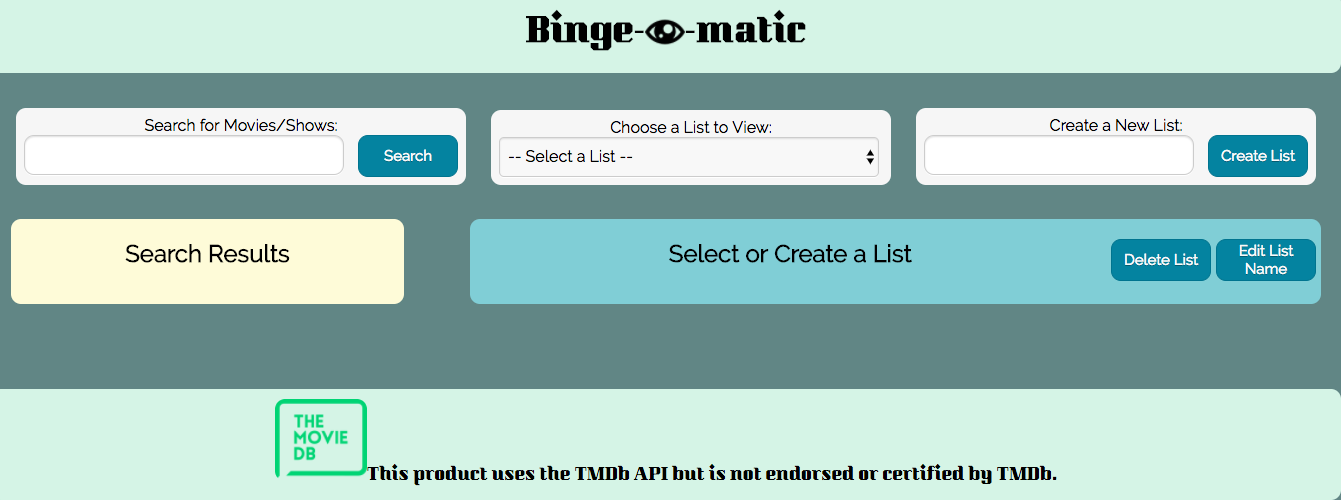 Binge-👁-matic
Search for Movies/Shows:
Search
Choose a List to View:
-- Select a List --
Create a New List:
Create List
Search Results
Select or Create a List
Delete List
Edit List
Name
THE
MOVIE
DB
This product uses the TMDb API but is not endorsed or certified by TMDb.